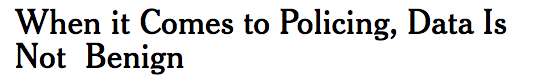 When it Comes to Policing, Data Is
Not Benign